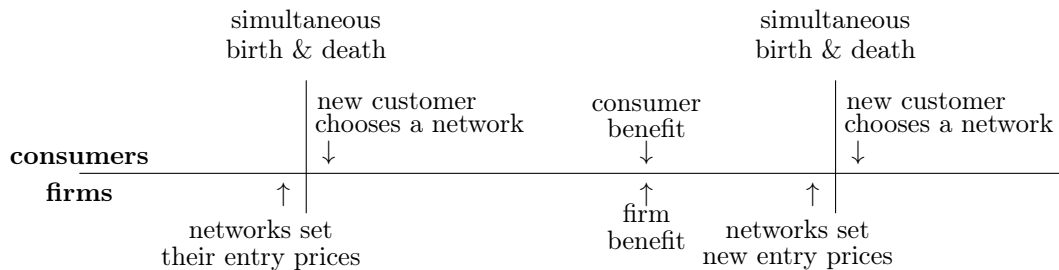 simultaneous
birth & death
simultaneous
birth & death
new customer
chooses a network
consumer
benefit
new customer
chooses a network
↓
↓
↓
consumers
firms
↑
↑
↑
networks set
their entry prices
firm
benefit
networks set
new entry prices